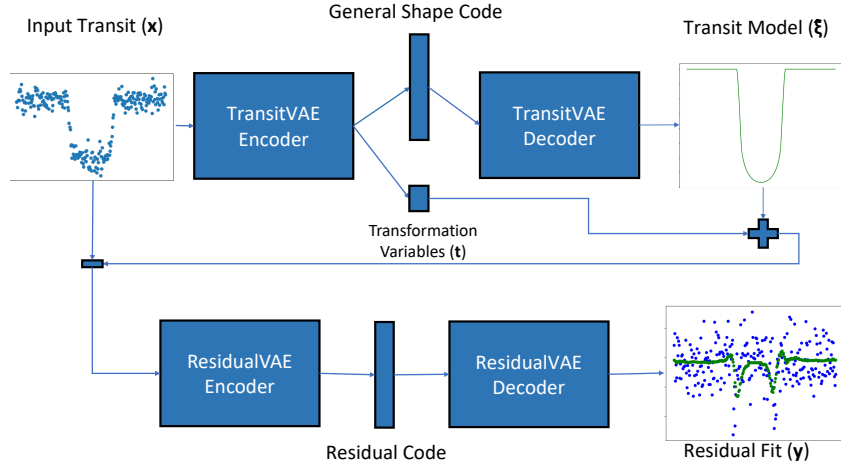 General Shape Code
Input Transit (x)
Transit Model (ξ)
TransitVAE
Encoder
TransitVAE
Decoder
Transformation
Variables (t)
ResidualVAE
Encoder
ResidualVAE
Decoder
Residual Code
Residual Fit (y)